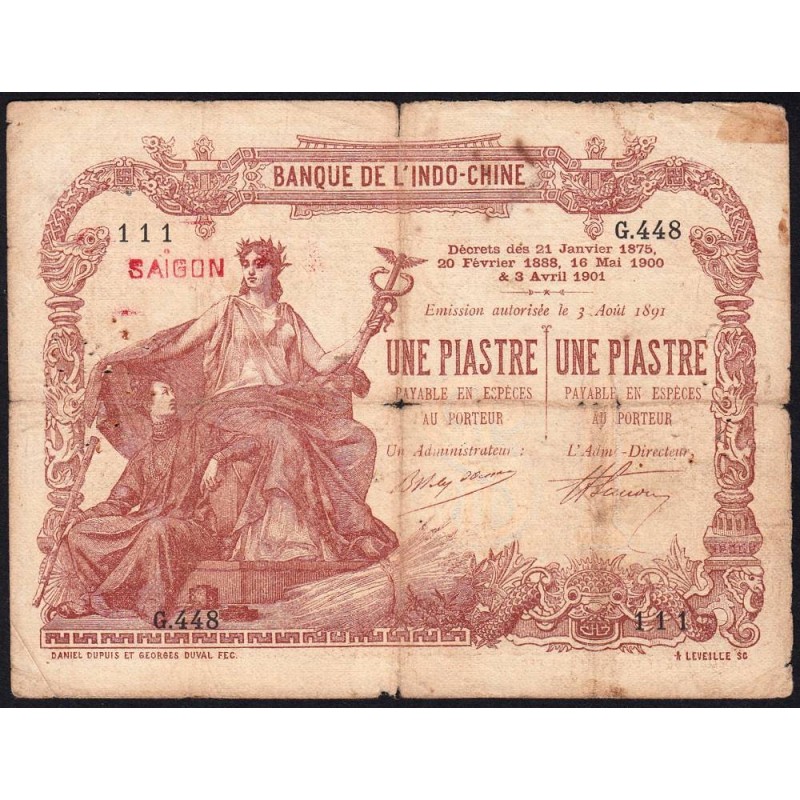 BANQUE DE L'INDO-CHINE
111
G.448
SAIGON
Décrets dés 21 Janvier 1875,
20 Février 1888, 16 Mai 1900
& 3 Avril 1901
Emission autorisée le 3 Août 1891
UNE PIASTRE UNE PIASTRE
PAYABLE EN ESPÈCES PAYABLE EN ESPÈCES
AU PORTEUR AU PORTEUR
Un Administrateur: L'Admr-Directeur,
G.448
111
DANIEL DUPUIS ET GEORGES DUVAL FEC. A LEVEILLE SC